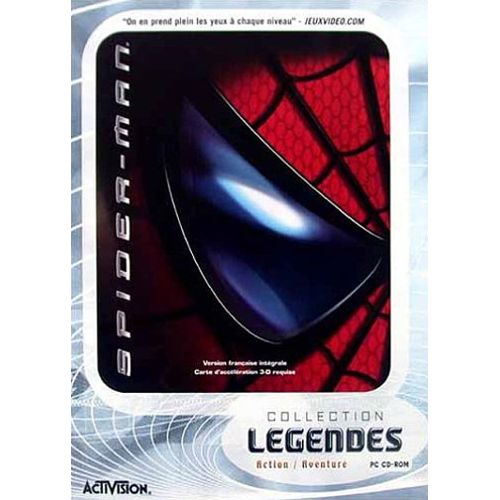 "On en prend plein les yeux à chaque niveau" - JEUXVIDEO.COM
SPIDER-MAN
Version française intégrale
Carte d'accélération 3-D requise
COLLECTION
LEGENDES
Action / Aventure PC CD-ROM
ACTIVISION.